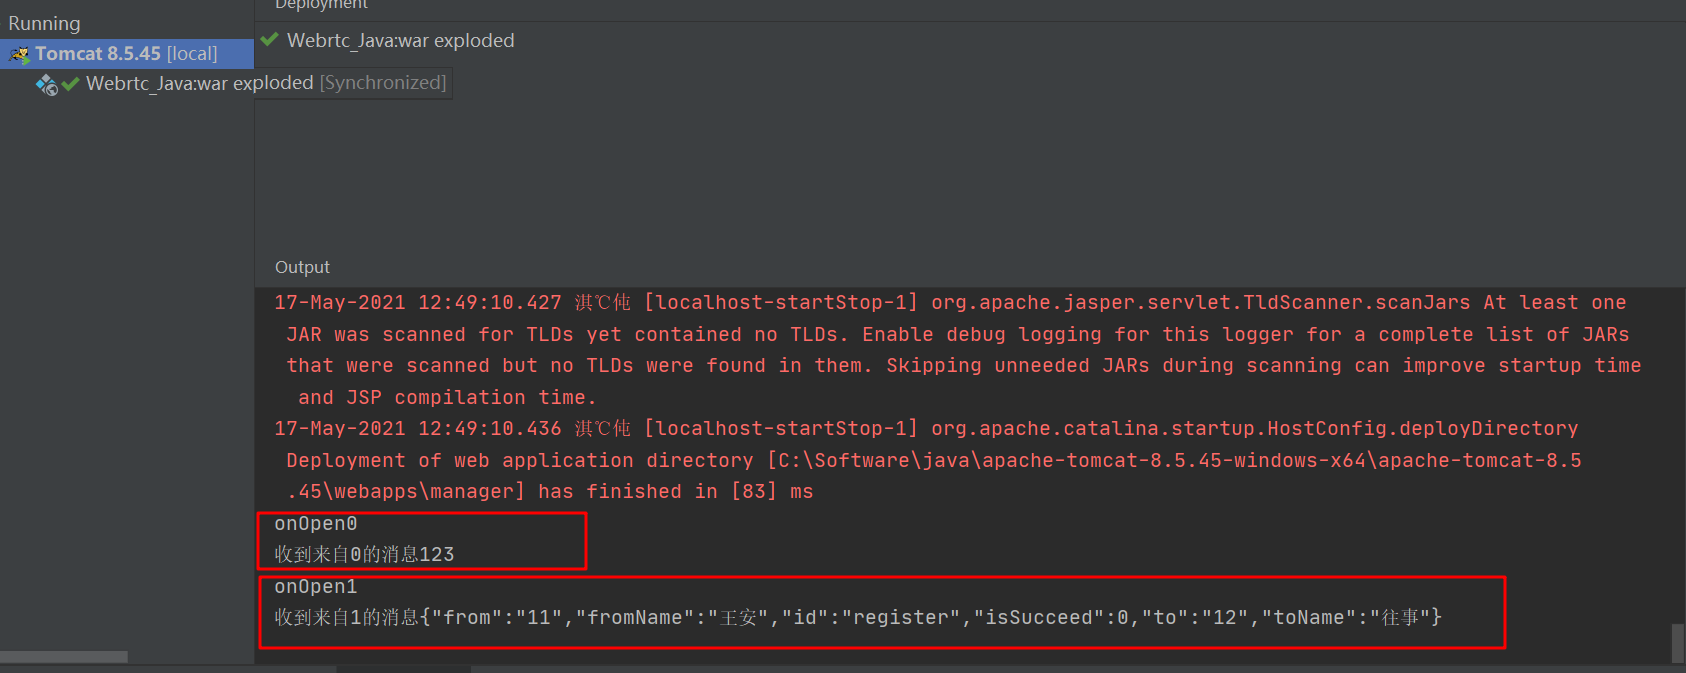 Deployment
Running
Webrtc_Java:war exploded
Tomcat 8.5.45 [local]
Webrtc_Java:war exploded [Synchronized]
Output
17-May-2021 12:49:10.427 淇℃伅 [localhost-startStop-1] org.apache.jasper.servlet.TldScanner.scanJars At least one
JAR was scanned for TLDs yet contained no TLDs. Enable debug logging for this logger for a complete list of JARs
that were scanned but no TLDs were found in them. Skipping unneeded JARs during scanning can improve startup time
and JSP compilation time.
17-May-2021 12:49:10.436 淇℃伅 [localhost-startStop-1] org.apache.catalina.startup.HostConfig.deployDirectory
Deployment of web application directory [C:\Software\java\apache-tomcat-8.5.45-windows-x64\apache-tomcat-8.5
.45\webapps\manager] has finished in [83] ms
onOpen0
收到来自0的消息123
onOpen1
收到来自1的消息{"from":"11","fromName":"王安","id":"register","isSucceed":0,"to":"12","toName":"往事"}